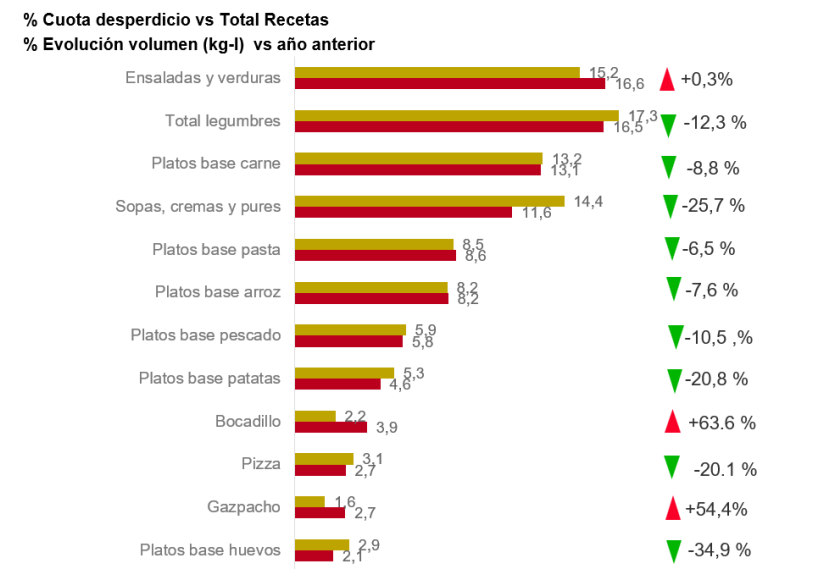 % Cuota desperdicio vs Total Recetas
% Evolución volumen (kg-l)  vs año anterior
Ensaladas y verduras 15,2 16,6 +0,3%
Total legumbres 17,3 16,5 -12,3 %
Platos base carne 13,2 13,1 -8,8 %
Sopas, cremas y pures 14,4 11,6 -25,7 %
Platos base pasta 8,5 8,6 -6,5 %
Platos base arroz 8,2 8,2 -7,6 %
Platos base pescado 5,9 5,8 -10,5 ,%
Platos base patatas 5,3 4,6 -20,8 %
Bocadillo 2,2 3,9 +63.6 %
Pizza 3,1 2,7 -20.1 %
Gazpacho 1,6 2,7 +54,4%
Platos base huevos 2,9 2,1 -34,9 %